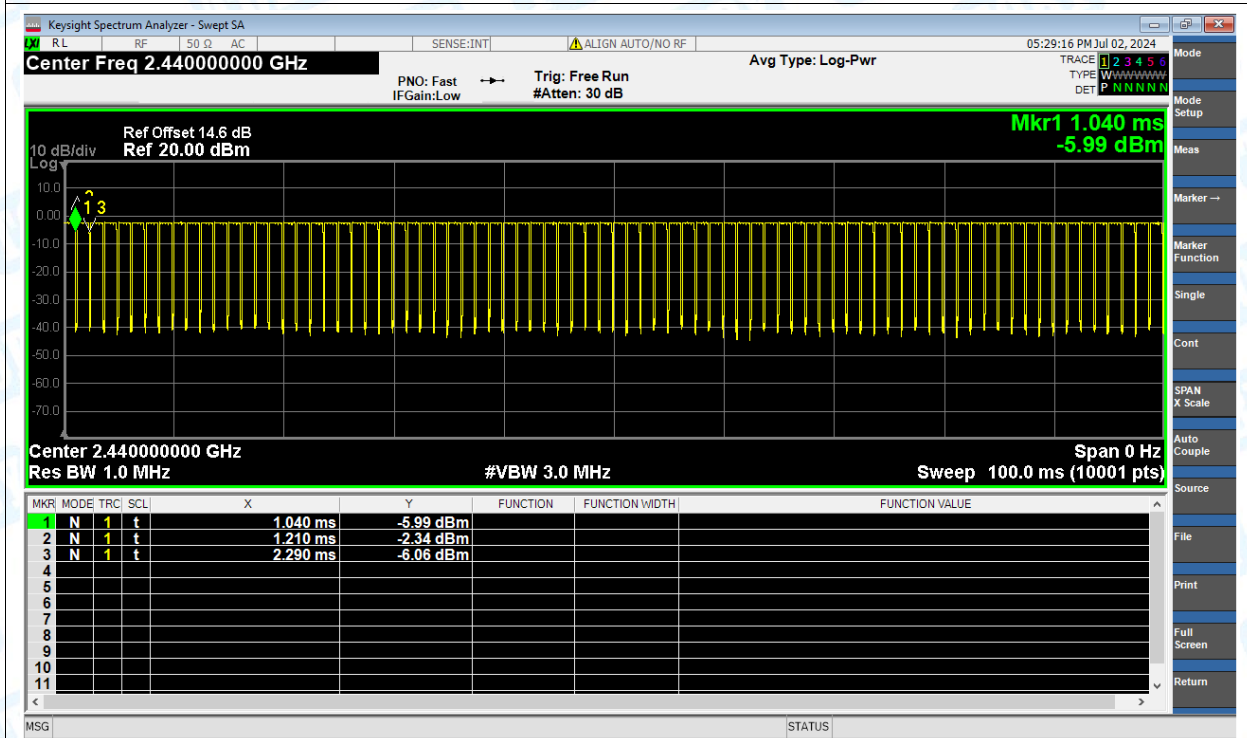 Keysight Spectrum Analyzer - Swept SA
LXI RL RF 50 Ω AC SENSE:INT ALIGN AUTO/NO RF 05:29:16 PM Jul 02, 2024
Center Freq 2.440000000 GHz
PNO: Fast
IFGain:Low
Trig: Free Run
#Atten: 30 dB
Avg Type: Log-Pwr
TRACE 1 2 3 4 5 6
TYPE WWWWWW
DET P N N N N N
Ref Offset 14.6 dB
10 dB/div Ref 20.00 dBm
Log
Mkr1 1.040 ms
-5.99 dBm
10.0
0.00
-10.0
-20.0
-30.0
-40.0
-50.0
-60.0
-70.0
1 3
Center 2.440000000 GHz Span 0 Hz
Res BW 1.0 MHz #VBW 3.0 MHz Sweep 100.0 ms (10001 pts)
MKR MODE TRC SCL X Y FUNCTION FUNCTION WIDTH FUNCTION VALUE
1 N 1 t 1.040 ms -5.99 dBm
2 N 1 t 1.210 ms -2.34 dBm
3 N 1 t 2.290 ms -6.06 dBm
4
5
6
7
8
9
10
11
MSG STATUS
Mode
Mode
Setup
Meas
Marker →
Marker
Function
Single
Cont
SPAN
X Scale
Auto
Couple
Source
File
Print
Full
Screen
Return